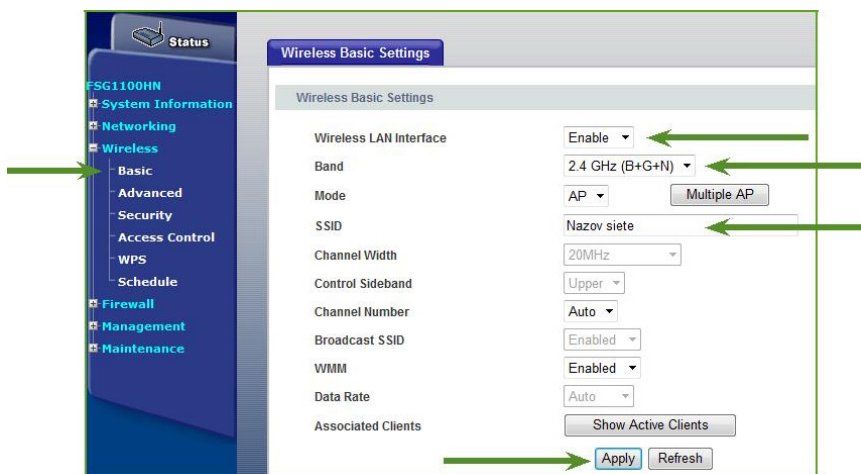 Status
FSG1100HN
System Information
Networking
Wireless
Basic
Advanced
Security
Access Control
WPS
Schedule
Firewall
Management
Maintenance
Wireless Basic Settings
Wireless Basic Settings
Wireless LAN Interface Enable
Band 2.4 GHz (B+G+N)
Mode AP Multiple AP
SSID Nazov siete
Channel Width 20MHz
Control Sideband Upper
Channel Number Auto
Broadcast SSID Enabled
WMM Enabled
Data Rate Auto
Associated Clients Show Active Clients
Apply Refresh